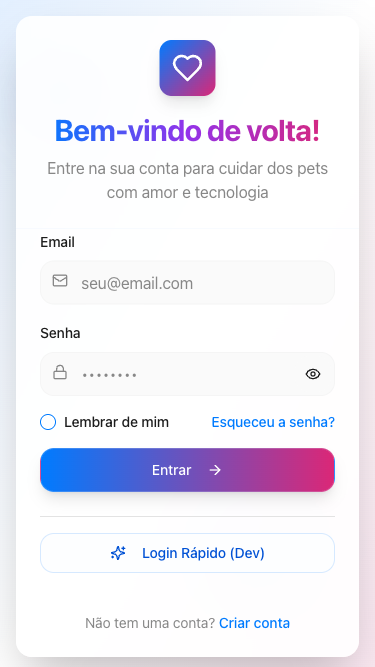 Bem-vindo de volta!
Entre na sua conta para cuidar dos pets
com amor e tecnologia
Email
seu@email.com
Senha
••••••••
Lembrar de mim
Esqueceu a senha?
Entrar
Login Rápido (Dev)
Não tem uma conta? Criar conta